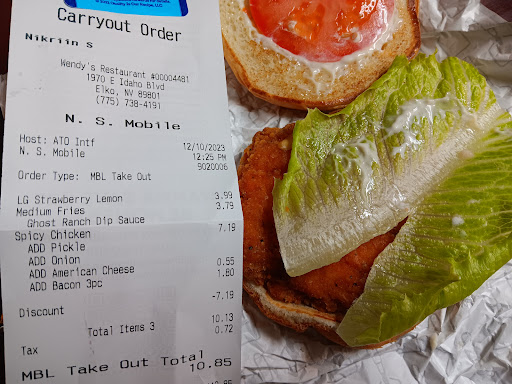 Carryout Order
Nikriin S
Wendy's Restaurant #00004481
1970 E Idaho Blvd
Elko, NV 89801
(775) 738-4191
N. S. Mobile
Host: ATO Intf 12/10/2023
N. S. Mobile 12:25 PM
9020006
Order Type: MBL Take Out
LG Strawberry Lemon 3.99
Medium Fries 3.79
Ghost Ranch Dip Sauce
Spicy Chicken 7.19
ADD Pickle
ADD Onion
ADD American Cheese 0.55
ADD Bacon 3pc 1.80
Discount -7.19
Total Items 3 10.13
Tax 0.72
MBL Take Out Total 10.85